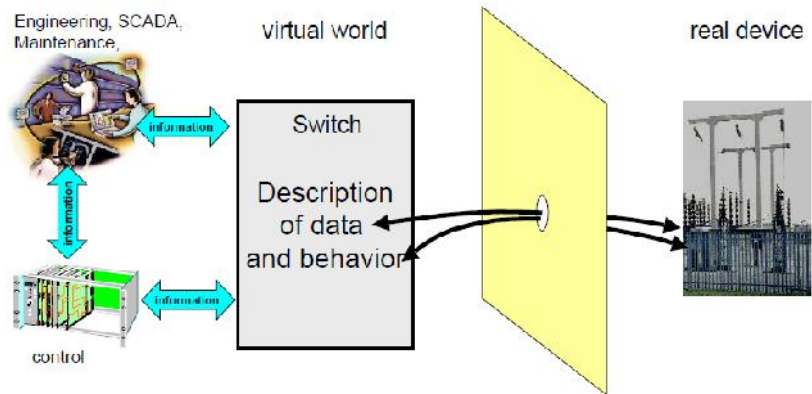 Engineering, SCADA,
Maintenance,
virtual world
real device
information
Switch
Description
of data
and behavior
information
information
control